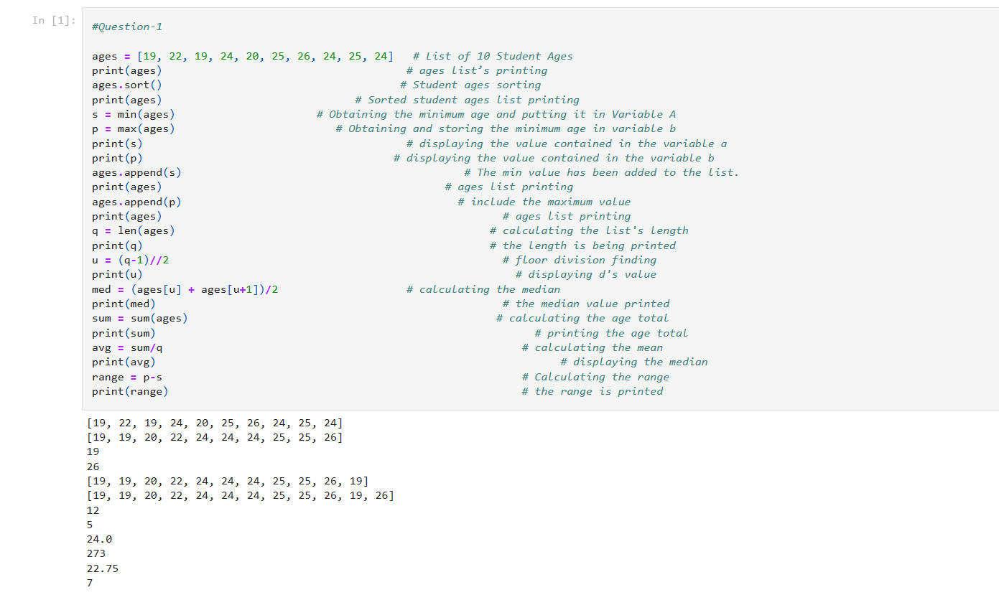 In [1]:
#Question-1
ages = [19, 22, 19, 24, 20, 25, 26, 24, 25, 24]   # List of 10 Student Ages
print(ages)                                      # ages list’s printing
ages.sort()                                     # Student ages sorting
print(ages)                              # Sorted student ages list printing
s = min(ages)                      # Obtaining the minimum age and putting it in Variable A
p = max(ages)                         # Obtaining and storing the minimum age in variable b
print(s)                                         # displaying the value contained in the variable a
print(p)                                       # displaying the value contained in the variable b
ages.append(s)                                            # The min value has been added to the list.
print(ages)                                            # ages list printing
ages.append(p)                                           # include the maximum value
print(ages)                                                     # ages list printing
q = len(ages)                                                 # calculating the list's length
print(q)                                                      # the length is being printed
u = (q-1)//2                                                    # floor division finding
print(u)                                                          # displaying d's value
med = (ages[u] + ages[u+1])/2                    # calculating the median
print(med)                                                      # the median value printed
sum = sum(ages)                                                # calculating the age total
print(sum)                                                           # printing the age total
avg = sum/q                                                        # calculating the mean
print(avg)                                                               # displaying the median
range = p-s                                                        # Calculating the range
print(range)                                                       # the range is printed
[19, 22, 19, 24, 20, 25, 26, 24, 25, 24]
[19, 19, 20, 22, 24, 24, 24, 25, 25, 26]
19
26
[19, 19, 20, 22, 24, 24, 24, 25, 25, 26, 19]
[19, 19, 20, 22, 24, 24, 24, 25, 25, 26, 19, 26]
12
5
24.0
273
22.75
7